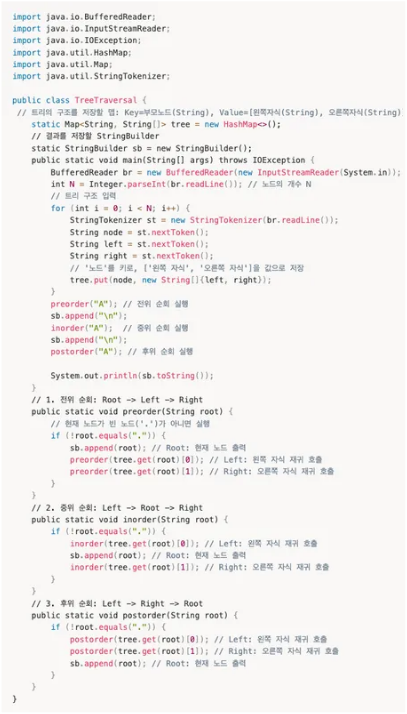 import java.io.BufferedReader;
import java.io.InputStreamReader;
import java.io.IOException;
import java.util.HashMap;
import java.util.Map;
import java.util.StringTokenizer;
public class TreeTraversal {
// 트리의 구조를 저장할 맵: Key=부모노드(String), Value=[왼쪽자식(String), 오른쪽자식(String)
static Map<String, String[]> tree = new HashMap<>();
// 결과를 저장할 StringBuilder
static StringBuilder sb = new StringBuilder();
public static void main(String[] args) throws IOException {
BufferedReader br = new BufferedReader(new InputStreamReader(System.in));
int N = Integer.parseInt(br.readLine()); // 노드의 개수 N
// 트리 구조 입력
for (int i = 0; i < N; i++) {
StringTokenizer st = new StringTokenizer(br.readLine());
String node = st.nextToken();
String left = st.nextToken();
String right = st.nextToken();
// '노드'를 키로, ['왼쪽 자식', '오른쪽 자식']을 값으로 저장
tree.put(node, new String[]{left, right});
}
preorder("A"); // 전위 순회 실행
sb.append("\n");
inorder("A");  // 중위 순회 실행
sb.append("\n");
postorder("A"); // 후위 순회 실행
System.out.println(sb.toString());
}
// 1. 전위 순회: Root -> Left -> Right
public static void preorder(String root) {
// 현재 노드가 빈 노드('.')가 아니면 실행
if (!root.equals(".")) {
sb.append(root); // Root: 현재 노드 출력
preorder(tree.get(root)[0]); // Left: 왼쪽 자식 재귀 호출
preorder(tree.get(root)[1]); // Right: 오른쪽 자식 재귀 호출
}
}
// 2. 중위 순회: Left -> Root -> Right
public static void inorder(String root) {
if (!root.equals(".")) {
inorder(tree.get(root)[0]); // Left: 왼쪽 자식 재귀 호출
sb.append(root); // Root: 현재 노드 출력
inorder(tree.get(root)[1]); // Right: 오른쪽 자식 재귀 호출
}
}
// 3. 후위 순회: Left -> Right -> Root
public static void postorder(String root) {
if (!root.equals(".")) {
postorder(tree.get(root)[0]); // Left: 왼쪽 자식 재귀 호출
postorder(tree.get(root)[1]); // Right: 오른쪽 자식 재귀 호출
sb.append(root); // Root: 현재 노드 출력
}
}
}